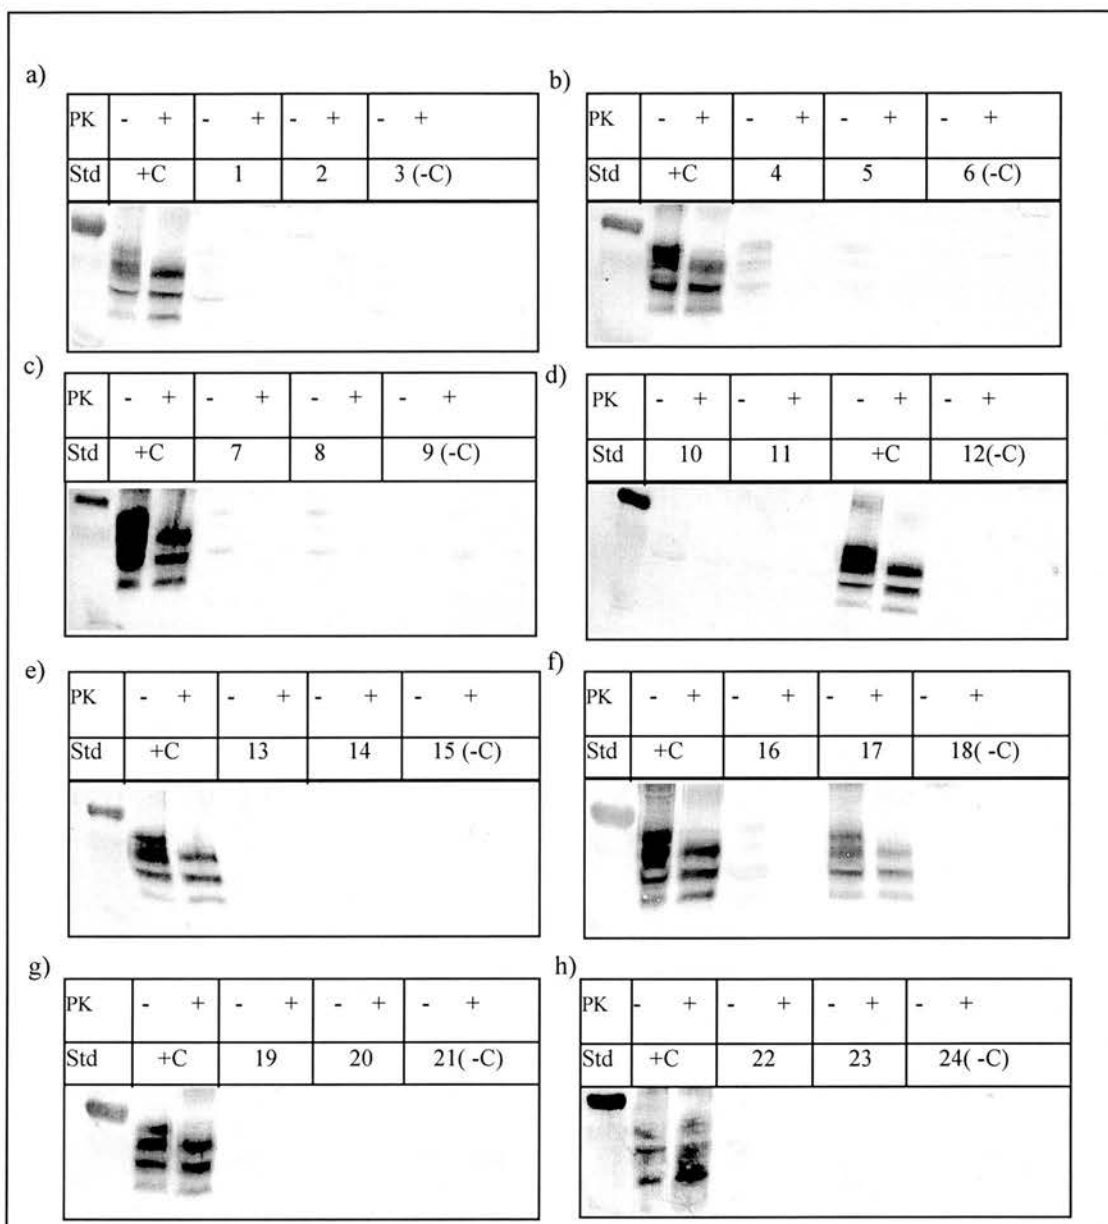 a)
PK - + - + - + - +
Std +C 1 2 3 (-C)
b)
PK - + - + - + - +
Std +C 4 5 6 (-C)
c)
PK - + - + - + - +
Std +C 7 8 9 (-C)
d)
PK - + - + - + - +
Std 10 11 +C 12(-C)
e)
PK - + - + - + - +
Std +C 13 14 15 (-C)
f)
PK - + - + - + - +
Std +C 16 17 18( -C)
g)
PK - + - + - + - +
Std +C 19 20 21( -C)
h)
PK - + - + - + - +
Std +C 22 23 24( -C)